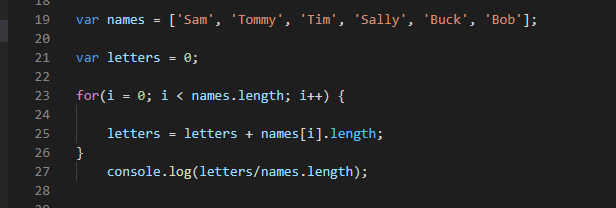 18
19 var names = ['Sam', 'Tommy', 'Tim', 'Sally', 'Buck', 'Bob'];
20
21 var letters = 0;
22
23 for(i = 0; i < names.length; i++) {
24
25     letters = letters + names[i].length;
26 }
27     console.log(letters/names.length);
28